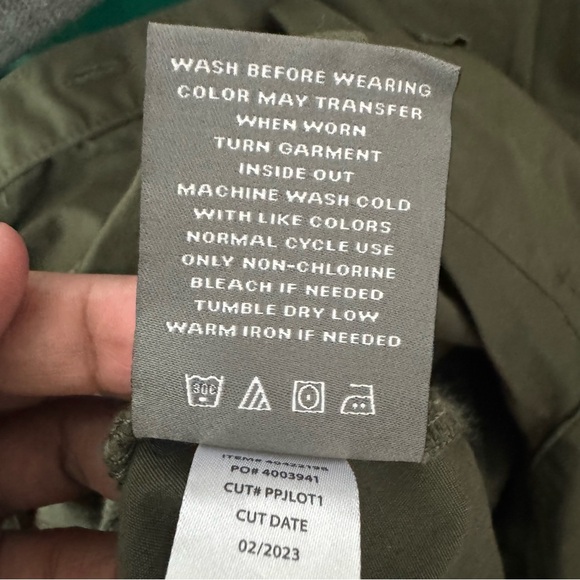 WASH BEFORE WEARING
COLOR MAY TRANSFER
WHEN WORN
TURN GARMENT
INSIDE OUT
MACHINE WASH COLD
WITH LIKE COLORS
NORMAL CYCLE USE
ONLY NON-CHLORINE
BLEACH IF NEEDED
TUMBLE DRY LOW
WARM IRON IF NEEDED
30C
ITEM#
PO# 4003941
CUT# PPJLOT1
CUT DATE
02/2023